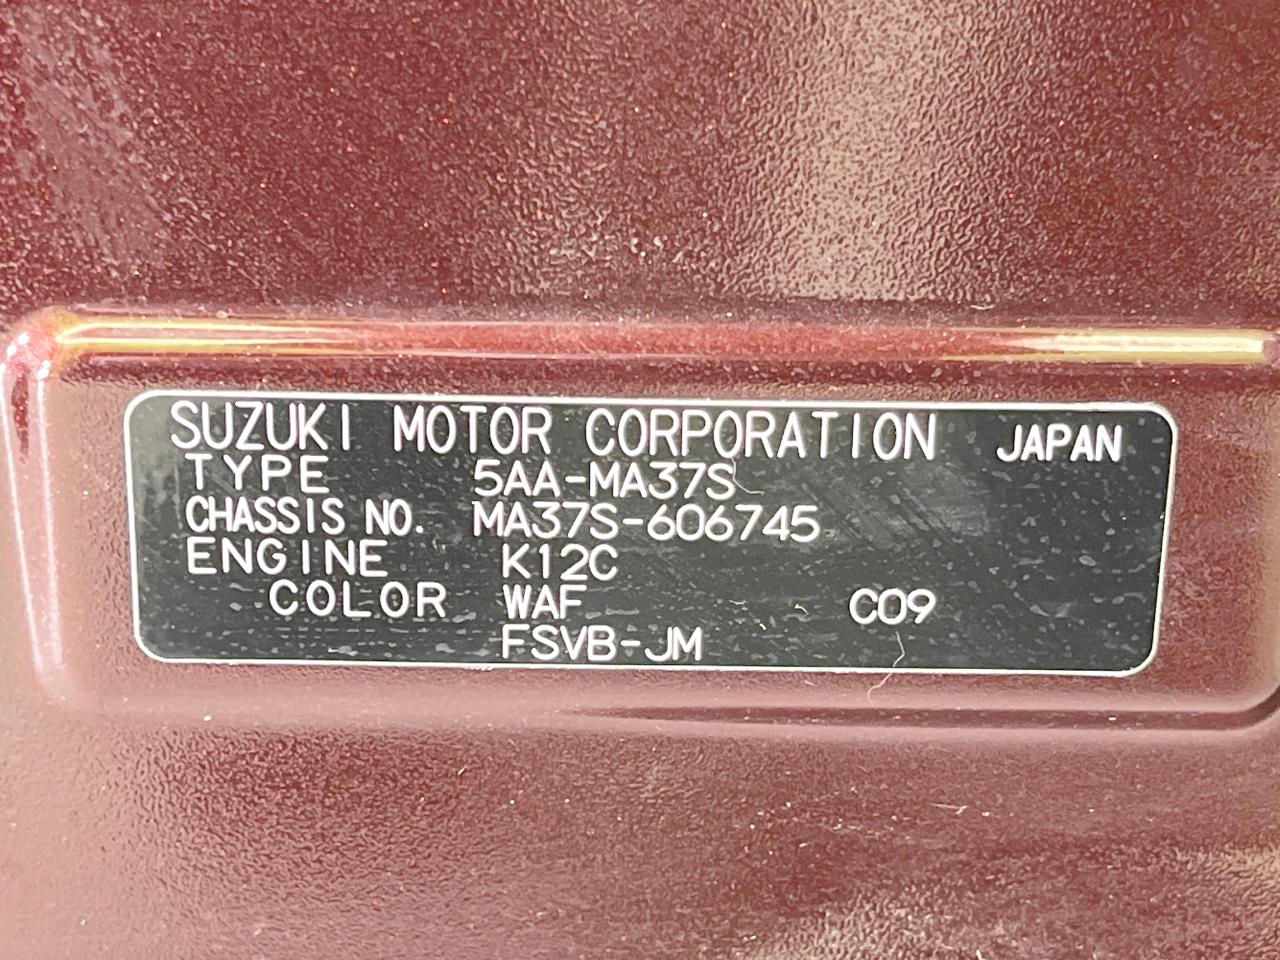 SUZUKI MOTOR CORPORATION JAPAN
TYPE 5AA-MA37S
CHASSIS NO. MA37S-606745
ENGINE K12C
COLOR WAF C09
FSVB-JM